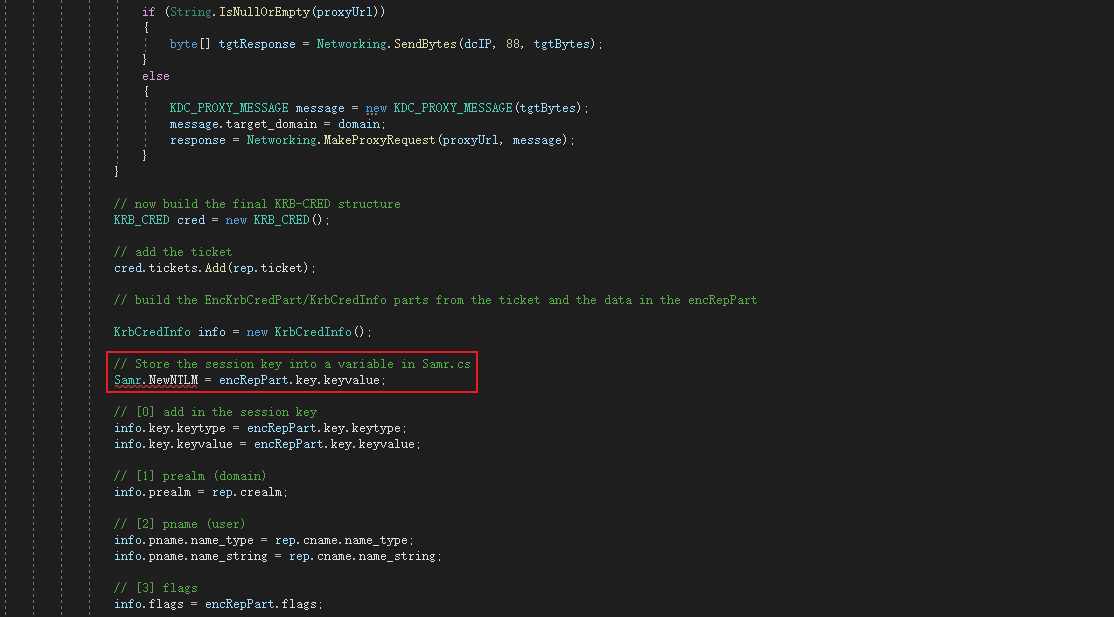 if (String.IsNullOrEmpty(proxyUrl))
{
byte[] tgtResponse = Networking.SendBytes(dcIP, 88, tgtBytes);
}
else
{
KDC_PROXY_MESSAGE message = new KDC_PROXY_MESSAGE(tgtBytes);
message.target_domain = domain;
response = Networking.MakeProxyRequest(proxyUrl, message);
}
}
// now build the final KRB-CRED structure
KRB_CRED cred = new KRB_CRED();
// add the ticket
cred.tickets.Add(rep.ticket);
// build the EncKrbCredPart/KrbCredInfo parts from the ticket and the data in the encRepPart
KrbCredInfo info = new KrbCredInfo();
// Store the session key into a variable in Samr.cs
Samr.NewNTLM = encRepPart.key.keyvalue;
// [0] add in the session key
info.key.keytype = encRepPart.key.keytype;
info.key.keyvalue = encRepPart.key.keyvalue;
// [1] prealm (domain)
info.prealm = rep.crealm;
// [2] pname (user)
info.pname.name_type = rep.cname.name_type;
info.pname.name_string = rep.cname.name_string;
// [3] flags
info.flags = encRepPart.flags;